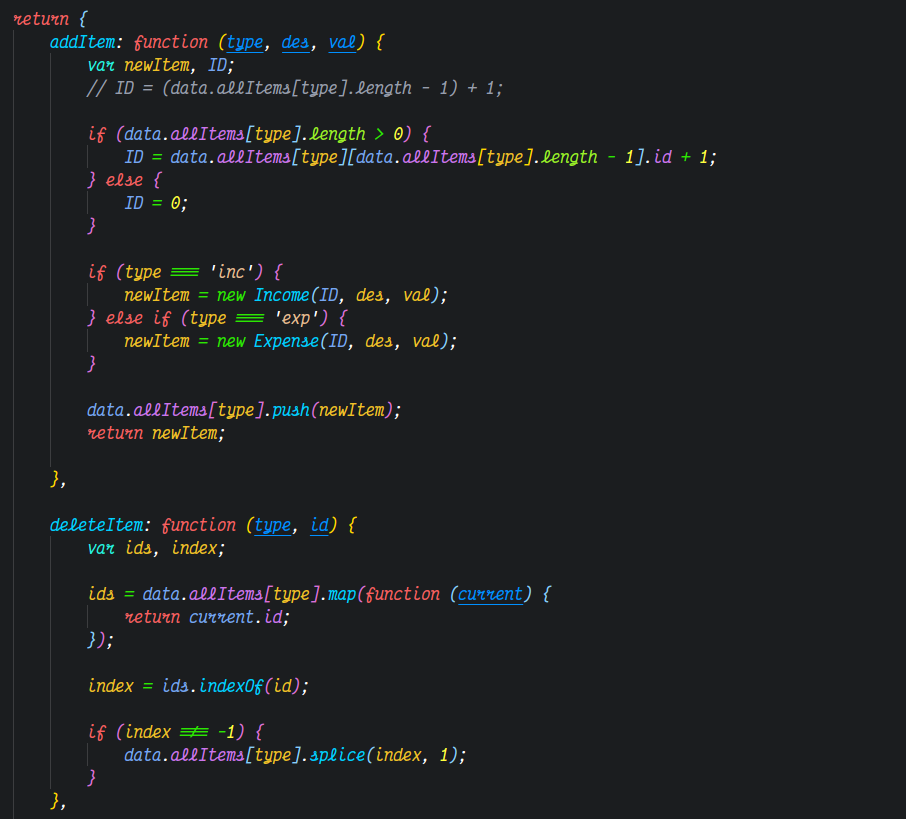 return {
addItem: function (type, des, val) {
var newItem, ID;
// ID = (data.allItems[type].length - 1) + 1;
if (data.allItems[type].length > 0) {
ID = data.allItems[type][data.allItems[type].length - 1].id + 1;
} else {
ID = 0;
}
if (type === 'inc') {
newItem = new Income(ID, des, val);
} else if (type === 'exp') {
newItem = new Expense(ID, des, val);
}
data.allItems[type].push(newItem);
return newItem;
},
deleteItem: function (type, id) {
var ids, index;
ids = data.allItems[type].map(function (current) {
return current.id;
});
index = ids.indexOf(id);
if (index !== -1) {
data.allItems[type].splice(index, 1);
}
},